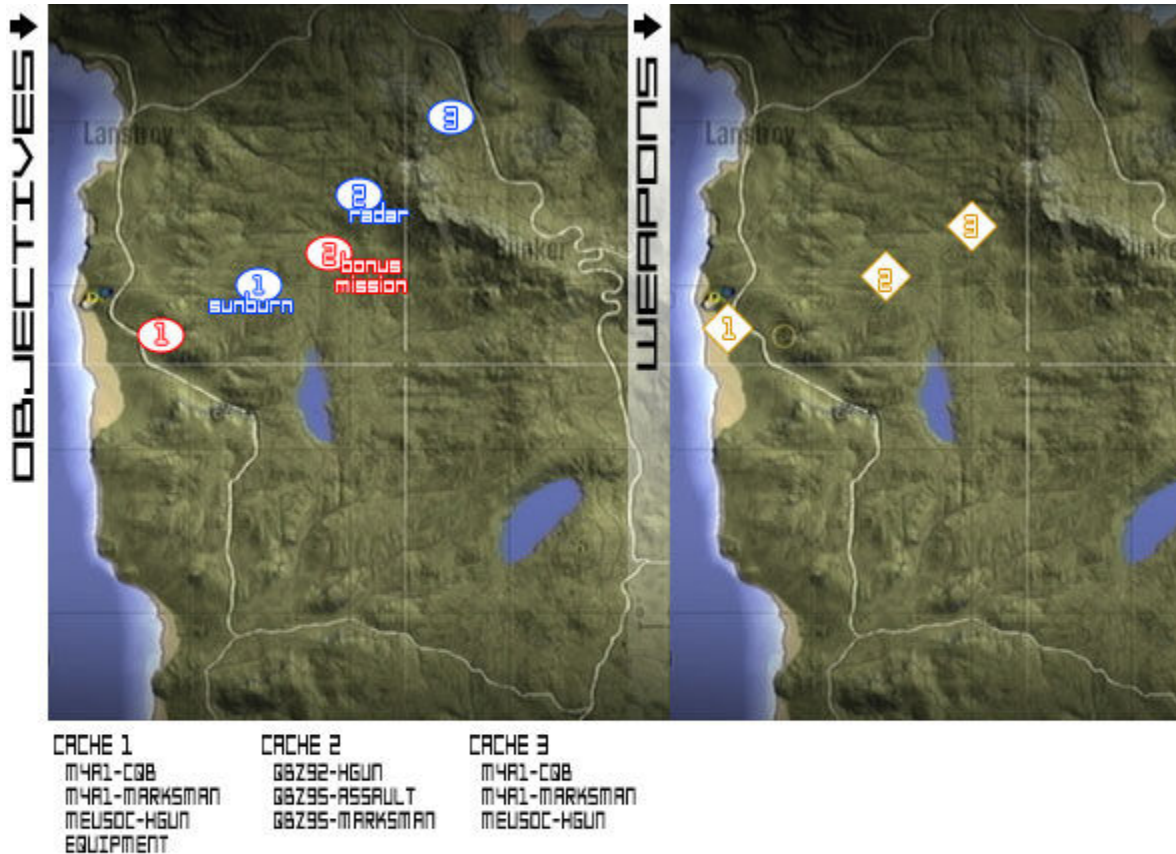 OBJECTIVES
WEAPONS
Lanstroy
3
2
radar
Bunker
2
bonus
mission
1
sunburn
1
Lanstroy
3
Bunker
2
1
CACHE 1
M4A1-CQB
M4A1-MARKSMAN
MEUSOC-HGUN
EQUIPMENT
CACHE 2
QBZ92-HGUN
QBZ95-ASSAULT
QBZ95-MARKSMAN
CACHE 3
M4A1-CQB
M4A1-MARKSMAN
MEUSOC-HGUN